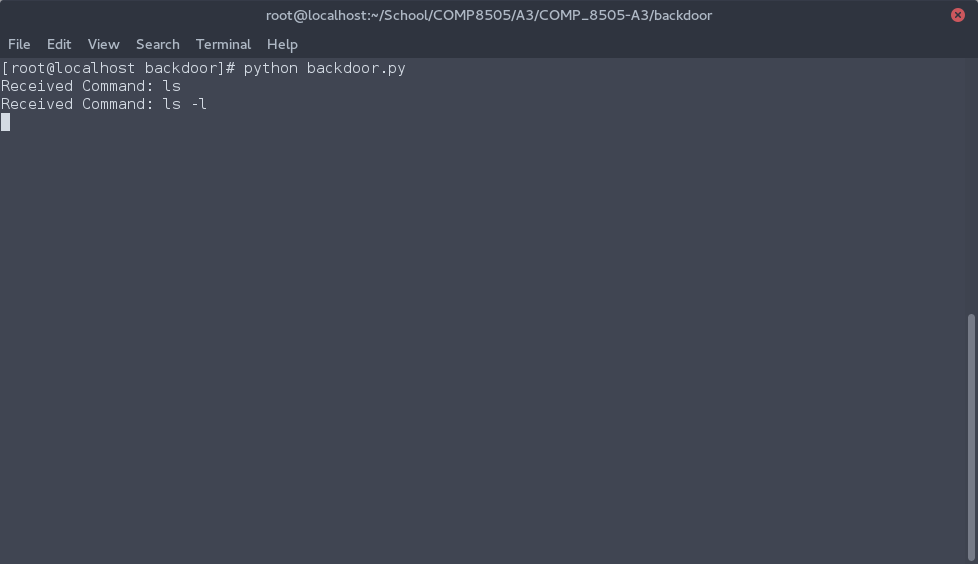 root@localhost:~/School/COMP8505/A3/COMP_8505-A3/backdoor
File Edit View Search Terminal Help
[root@localhost backdoor]# python backdoor.py
Received Command: ls
Received Command: ls -l